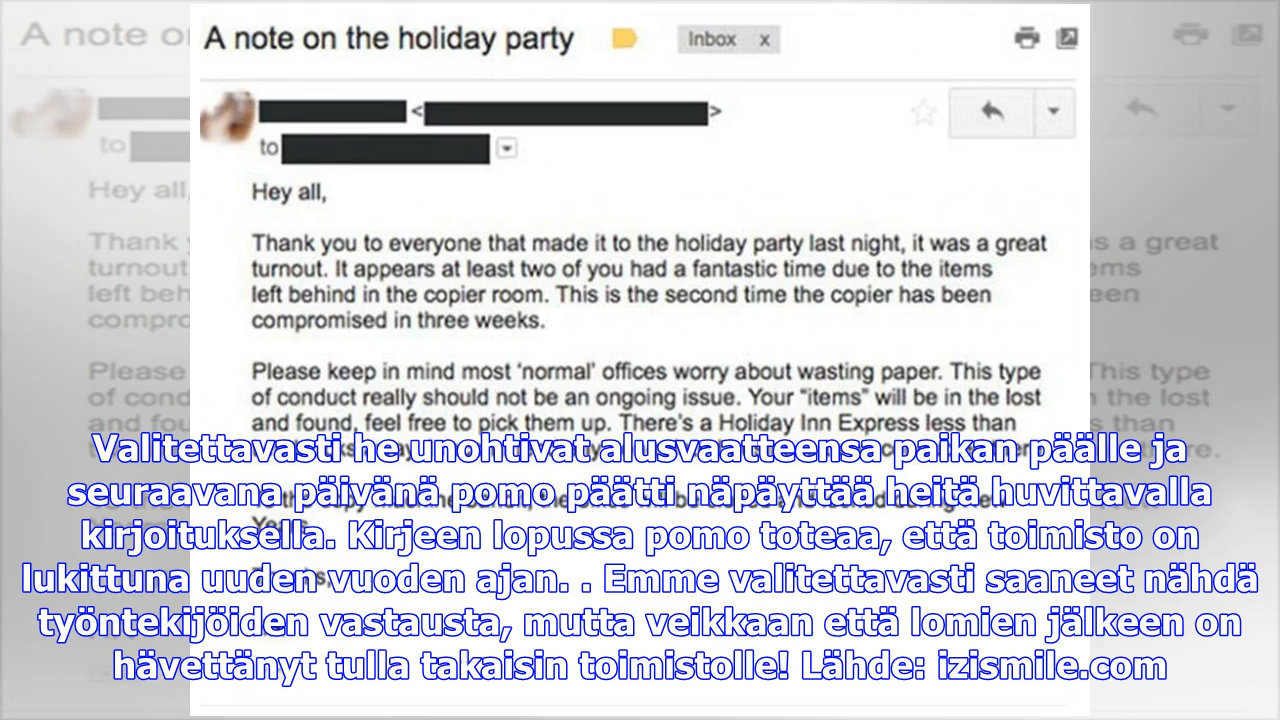 A note on the holiday party
Inbox x
< >
to
Hey all,
Thank you to everyone that made it to the holiday party last night, it was a great
turnout. It appears at least two of you had a fantastic time due to the items
left behind in the copier room. This is the second time the copier has been
compromised in three weeks.
Please keep in mind most 'normal' offices worry about wasting paper. This type
of conduct really should not be an ongoing issue. Your “items” will be in the lost
and found, feel free to pick them up. There's a Holiday Inn Express less than
Valitettavasti he unohtivat alusvaatteensa paikan päälle ja
seuraavana päivänä pomo päätti näpäyttää heitä huvittavalla
kirjoituksella. Kirjeen lopussa pomo toteaa, että toimisto on
lukittuna uuden vuoden ajan. . Emme valitettavasti saaneet nähdä
työntekijöiden vastausta, mutta veikkaan että lomien jälkeen on
hävettänyt tulla takaisin toimistolle! Lähde: izismile.com